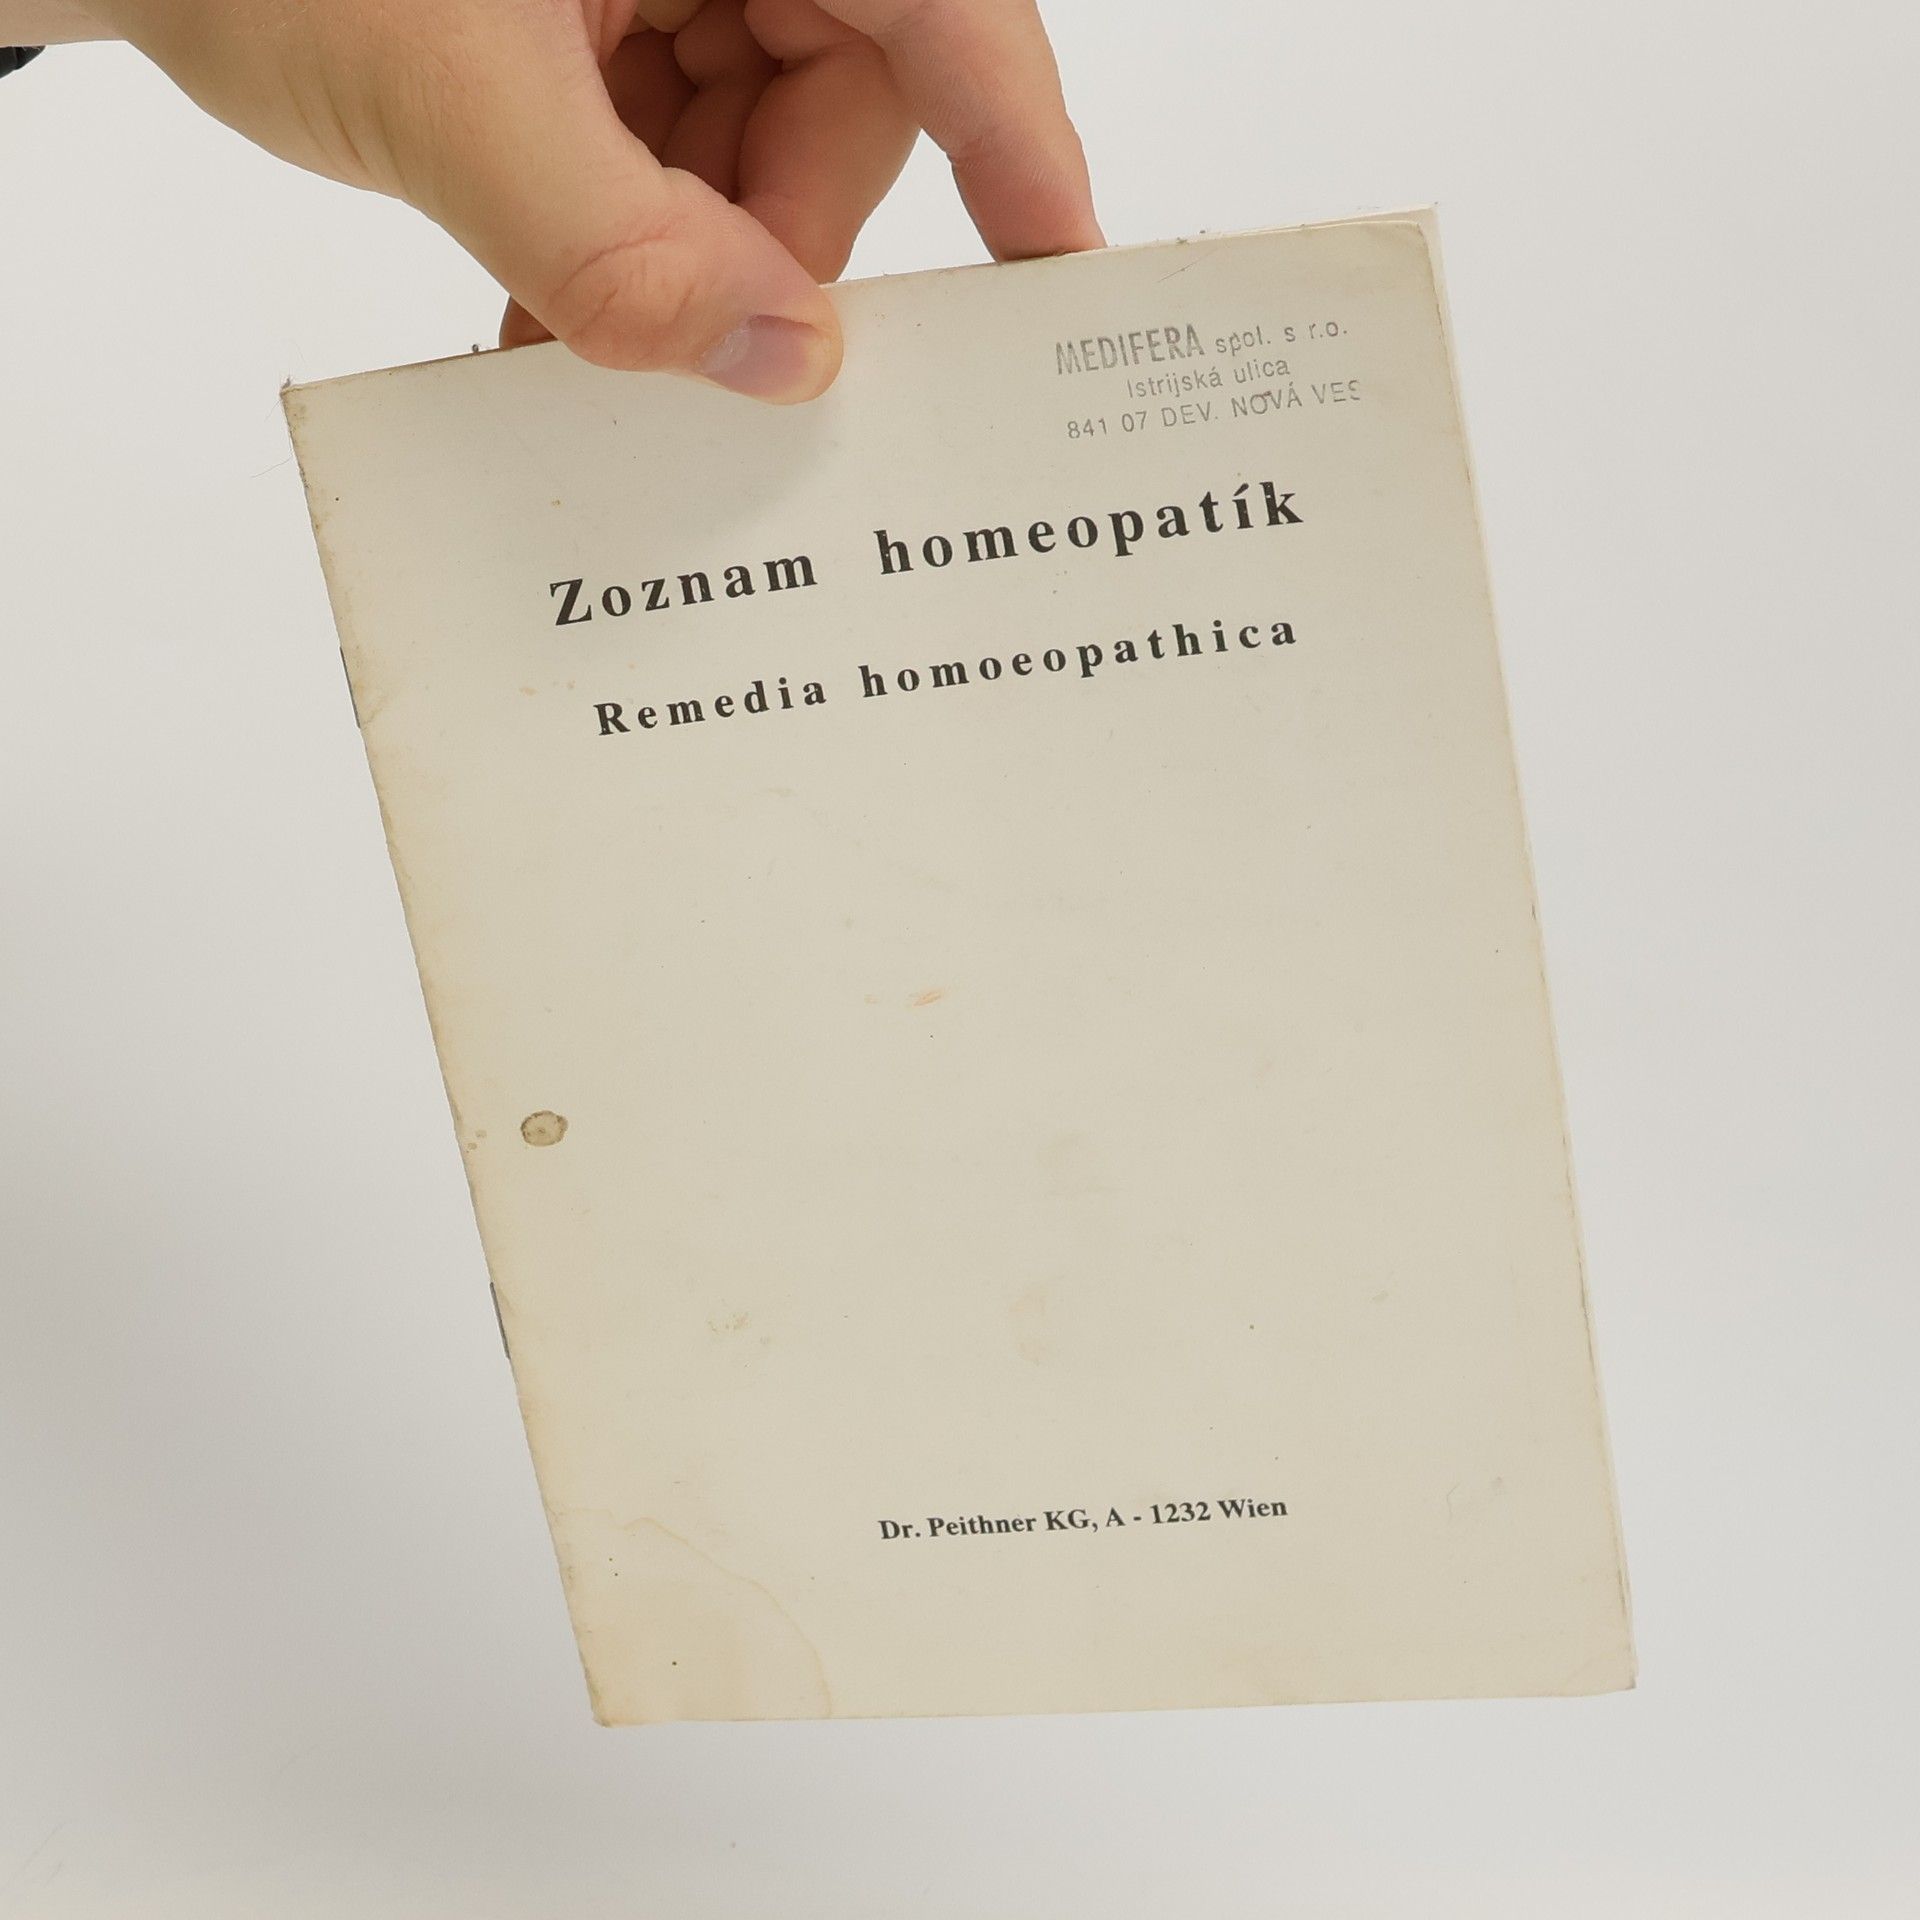 MEDIFERA spol. s r.o.
Istrijská ulica
841 07 DEV. NOVÁ VES
Zoznam homeopatík
Remedia homoeopathica
Dr. Peithner KG, A - 1232 Wien